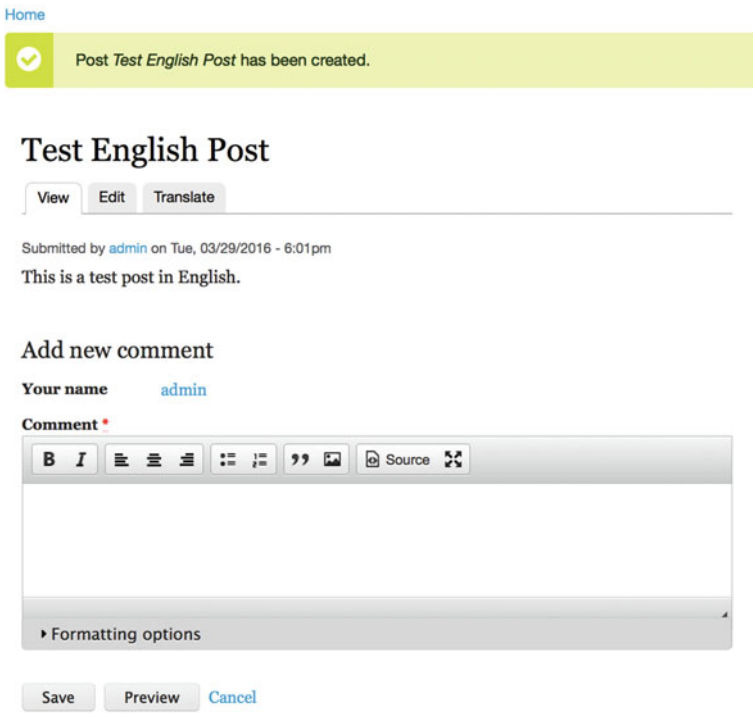 Home
Post Test English Post has been created.
Test English Post
View Edit Translate
Submitted by admin on Tue, 03/29/2016 - 6:01pm
This is a test post in English.
Add new comment
Your name admin
Comment *
B I Source
Formatting options
Save Preview Cancel